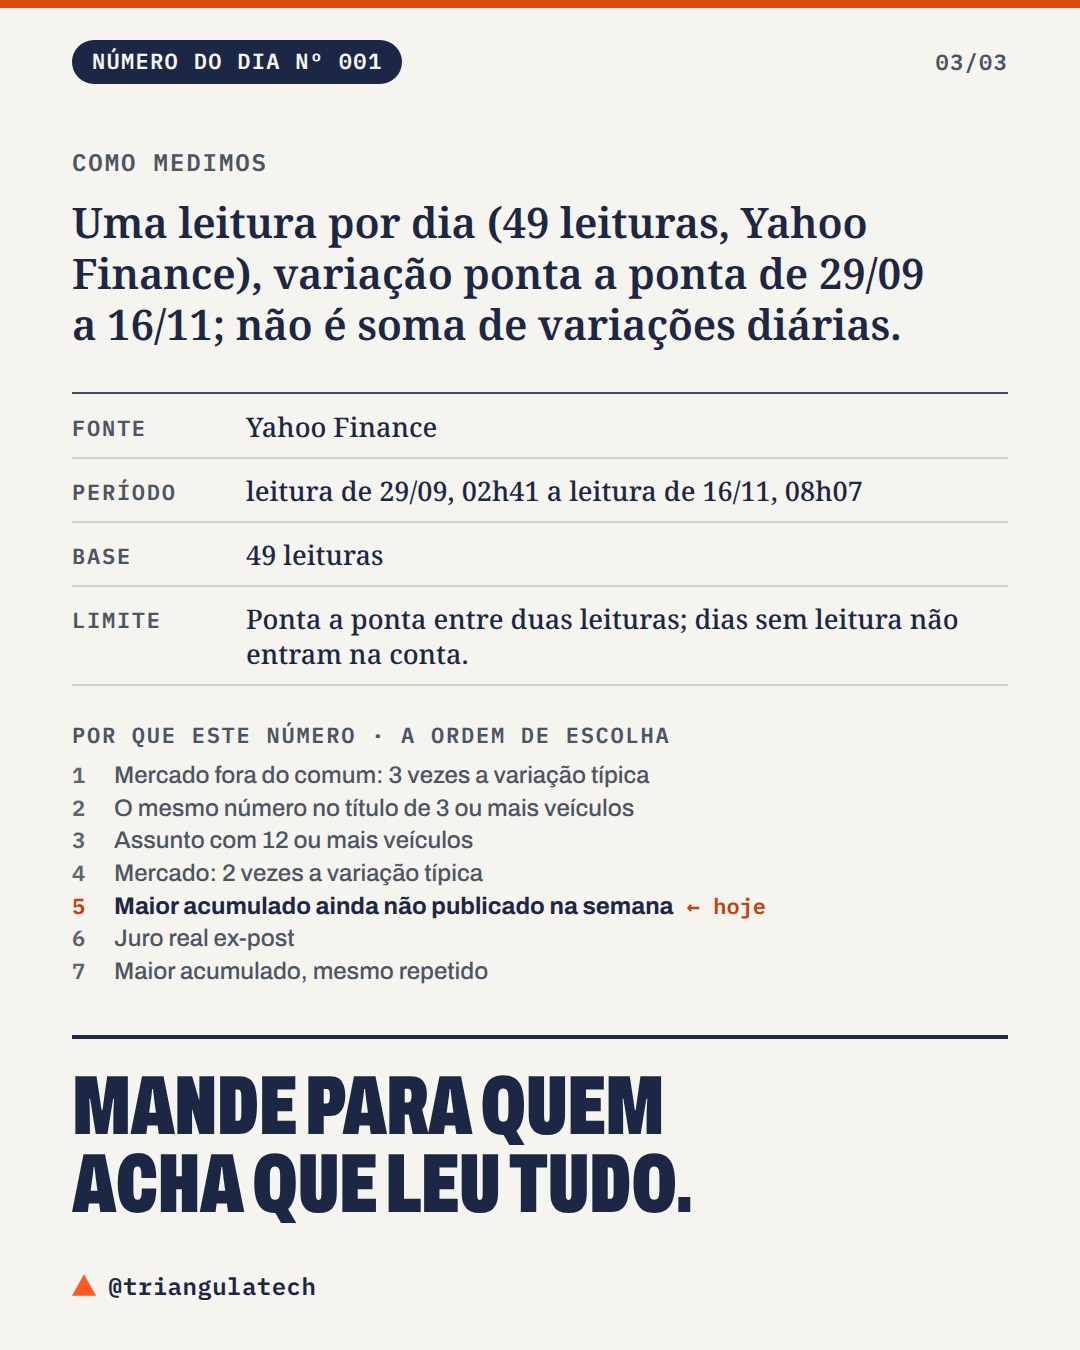 NÚMERO DO DIA Nº 001
03/03
COMO MEDIMOS
Uma leitura por dia (49 leituras, Yahoo
Finance), variação ponta a ponta de 29/09
a 16/11; não é soma de variações diárias.
FONTE Yahoo Finance
PERÍODO leitura de 29/09, 02h41 a leitura de 16/11, 08h07
BASE 49 leituras
LIMITE Ponta a ponta entre duas leituras; dias sem leitura não
entram na conta.
POR QUE ESTE NÚMERO · A ORDEM DE ESCOLHA
1 Mercado fora do comum: 3 vezes a variação típica
2 O mesmo número no título de 3 ou mais veículos
3 Assunto com 12 ou mais veículos
4 Mercado: 2 vezes a variação típica
5 Maior acumulado ainda não publicado na semana ← hoje
6 Juro real ex-post
7 Maior acumulado, mesmo repetido
MANDE PARA QUEM
ACHA QUE LEU TUDO.
@triangulatech